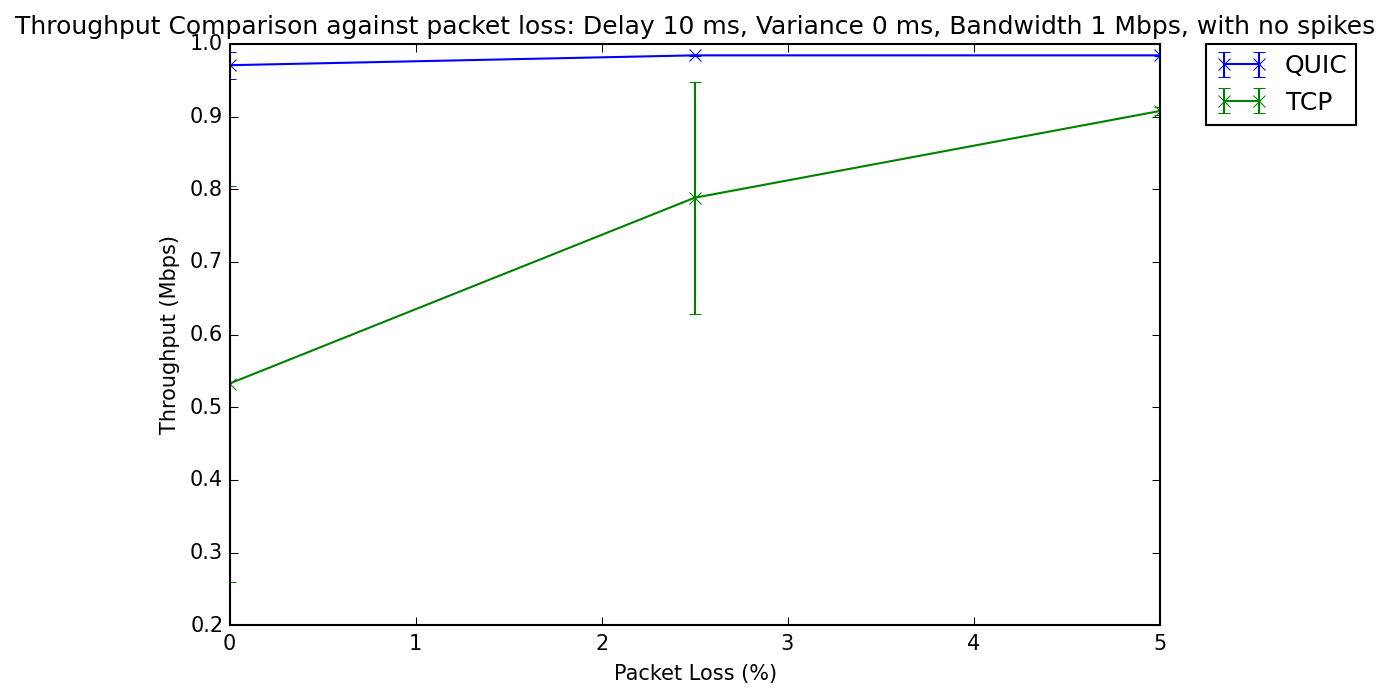 Throughput Comparison against packet loss: Delay 10 ms, Variance 0 ms, Bandwidth 1 Mbps, with no spikes
1.0
0.9
0.8
0.7
0.6
0.5
0.4
0.3
0.2
Throughput (Mbps)
0 1 2 3 4 5
Packet Loss (%)
QUIC
TCP